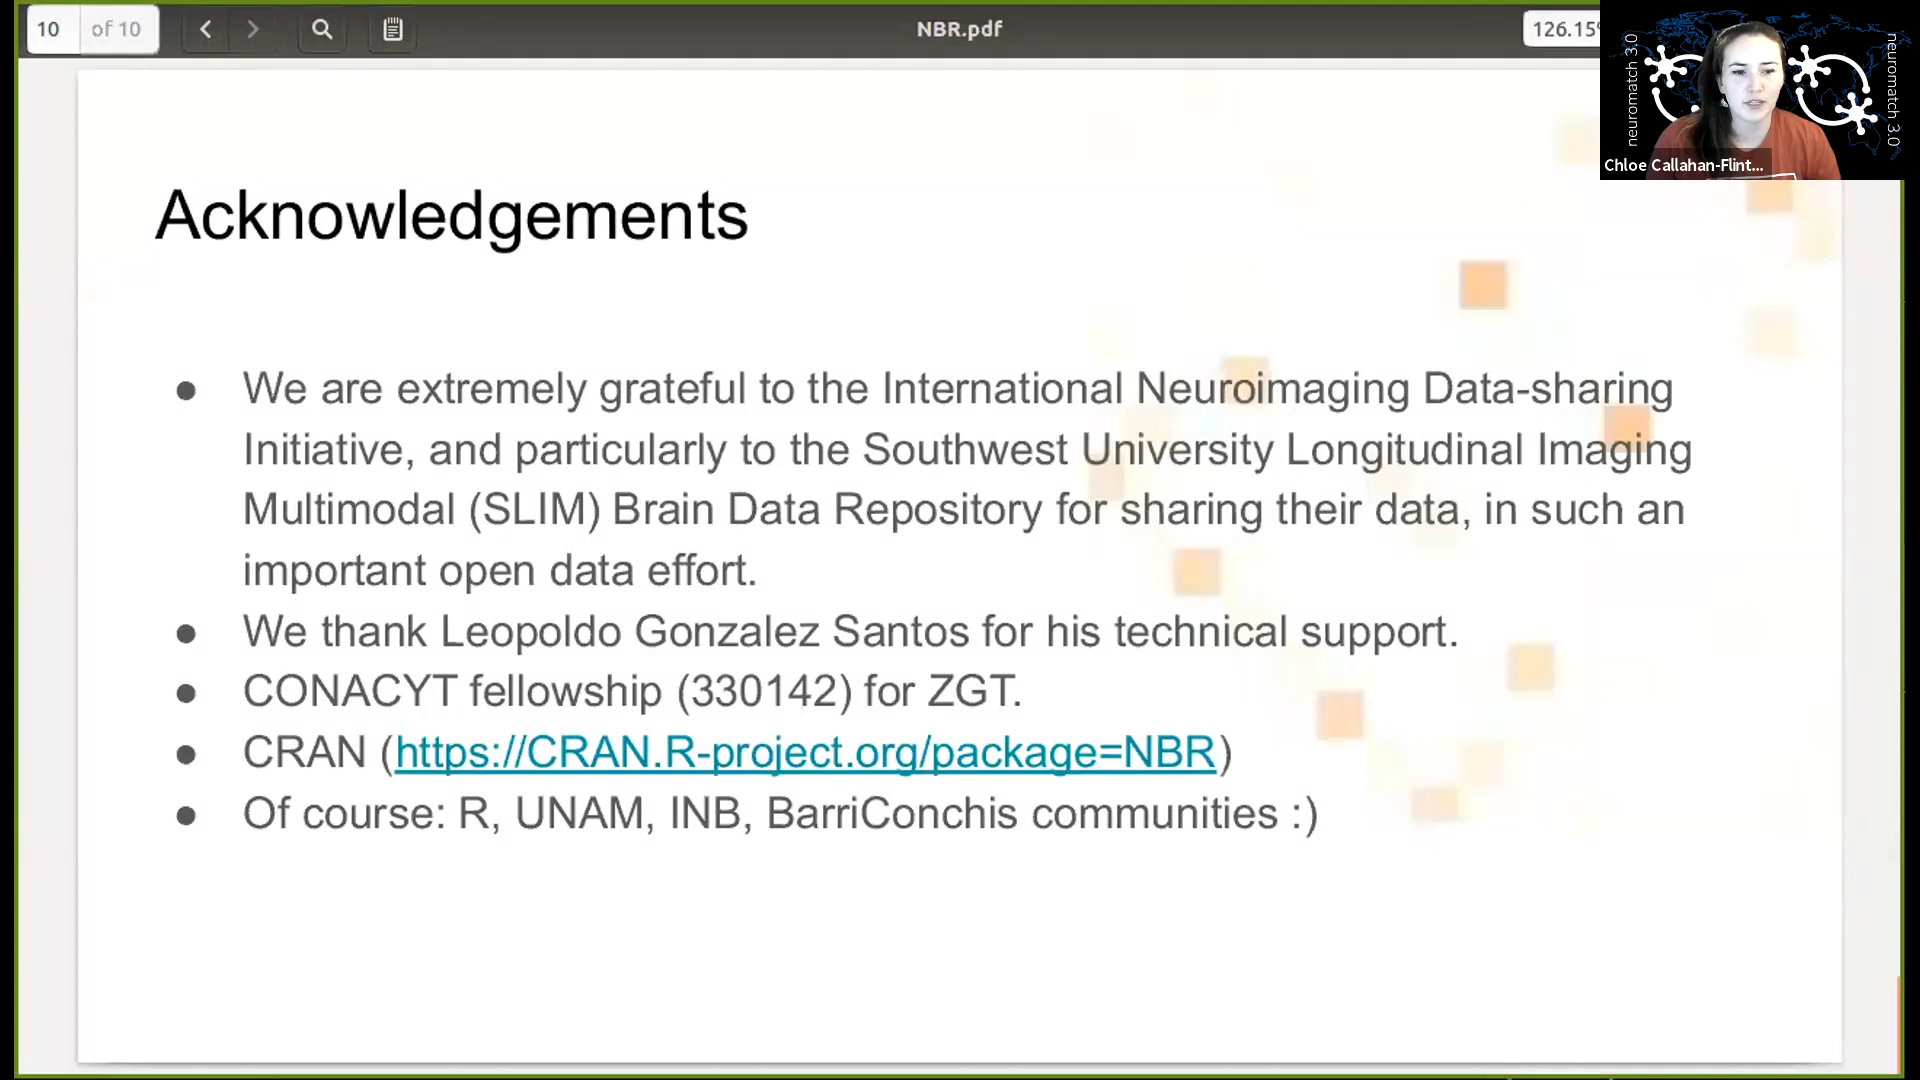 10 of 10
NBR.pdf
126.15
neuromatch 3.0
neuromatch 3.0
Chloe Callahan-Flint...
Acknowledgements
● We are extremely grateful to the International Neuroimaging Data-sharing
Initiative, and particularly to the Southwest University Longitudinal Imaging
Multimodal (SLIM) Brain Data Repository for sharing their data, in such an
important open data effort.
● We thank Leopoldo Gonzalez Santos for his technical support.
● CONACYT fellowship (330142) for ZGT.
● CRAN (https://CRAN.R-project.org/package=NBR)
● Of course: R, UNAM, INB, BarriConchis communities :)